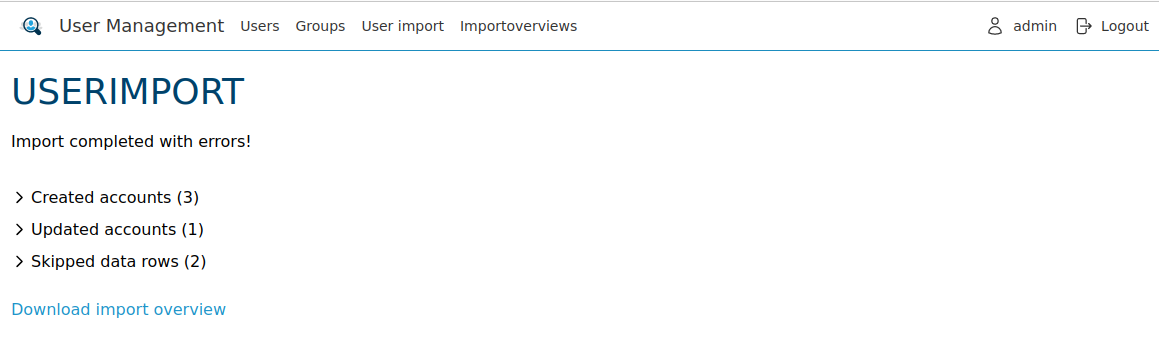 User Management Users Groups User import Importoverviews admin Logout
USERIMPORT
Import completed with errors!
Created accounts (3)
Updated accounts (1)
Skipped data rows (2)
Download import overview